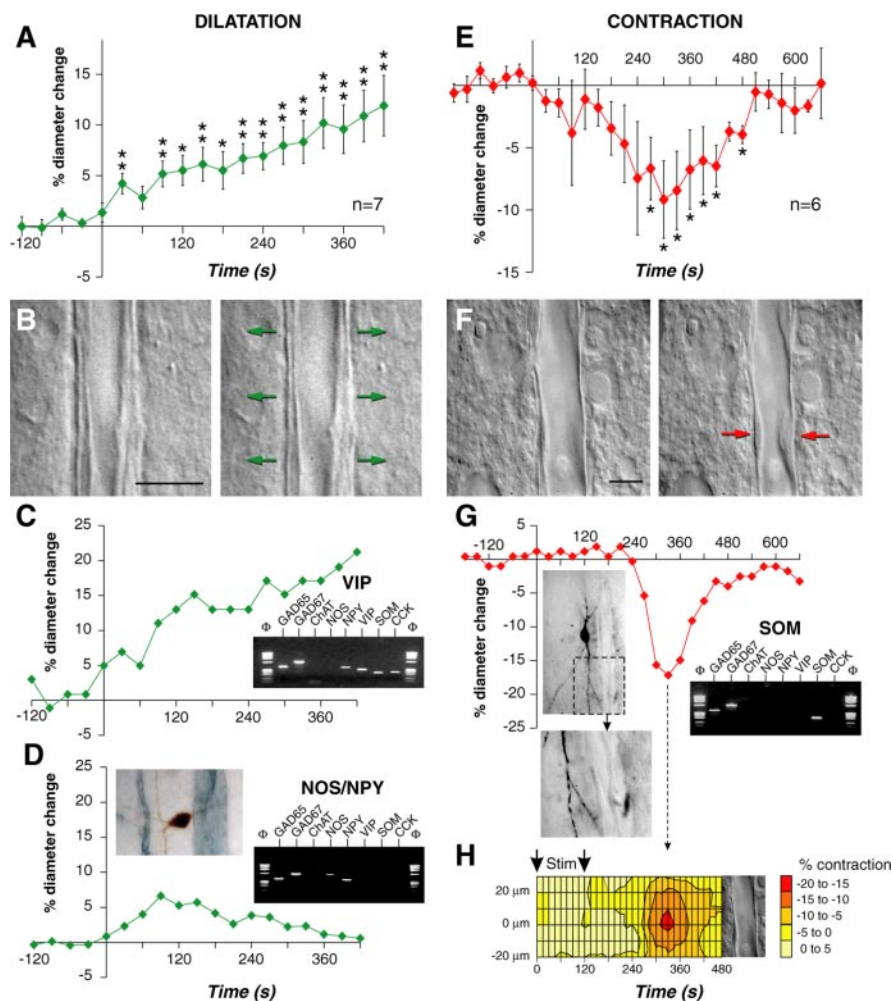 DILATATION
A
% diameter change
15
10
5
-5
-120
120
240
360
Time (s)
n=7
** ** * ** * ** ** ** ** ** ** ** **
CONTRACTION
E
% diameter change
5
-5
-10
-15
120
240
360
480
600
* * * * * * *
n=6
Time (s)
B
F
C
% diameter change
25
20
15
10
5
-5
-120
120
240
360
VIP
Φ GAD65 GAD67 ChAT NOS NPY VIP SOM CCK Φ
D
% diameter change
25
20
15
10
5
-5
-120
120
240
360
NOS/NPY
Φ GAD65 GAD67 ChAT NOS NPY VIP SOM CCK Φ
Time (s)
G
% diameter change
5
-5
-10
-15
-20
-25
-120
120
240
360
480
600
SOM
Φ GAD65 GAD67 ChAT NOS NPY VIP SOM CCK Φ
H
Stim
20 µm
0 µm
-20 µm
0 120 240 360 480
Time (s)
% contraction
-20 to -15
-15 to -10
-10 to -5
-5 to 0
0 to 5